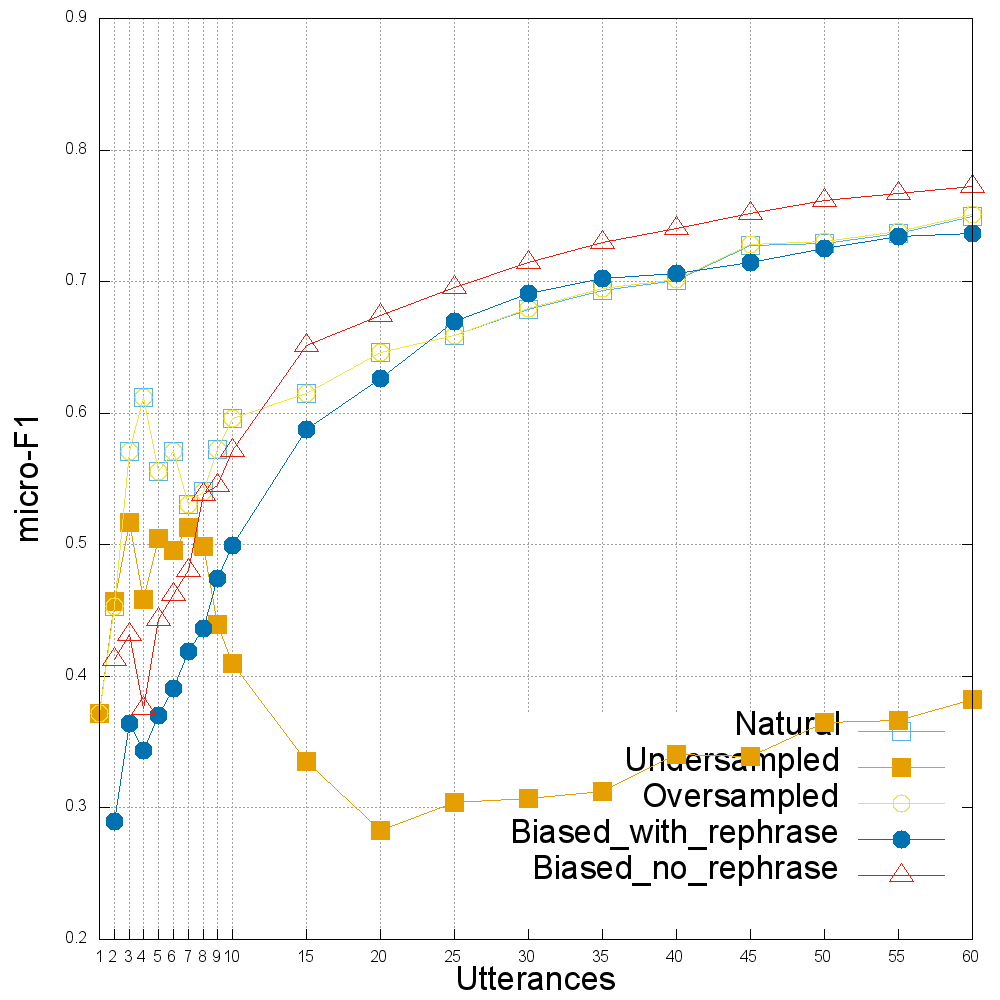 0.9
0.8
0.7
0.6
0.5
0.4
0.3
0.2
micro-F1
Natural
Undersampled
Oversampled
Biased_with_rephrase
Biased_no_rephrase
1 2 3 4 5 6 7 8 9 10 15 20 25 30 35 40 45 50 55 60
Utterances